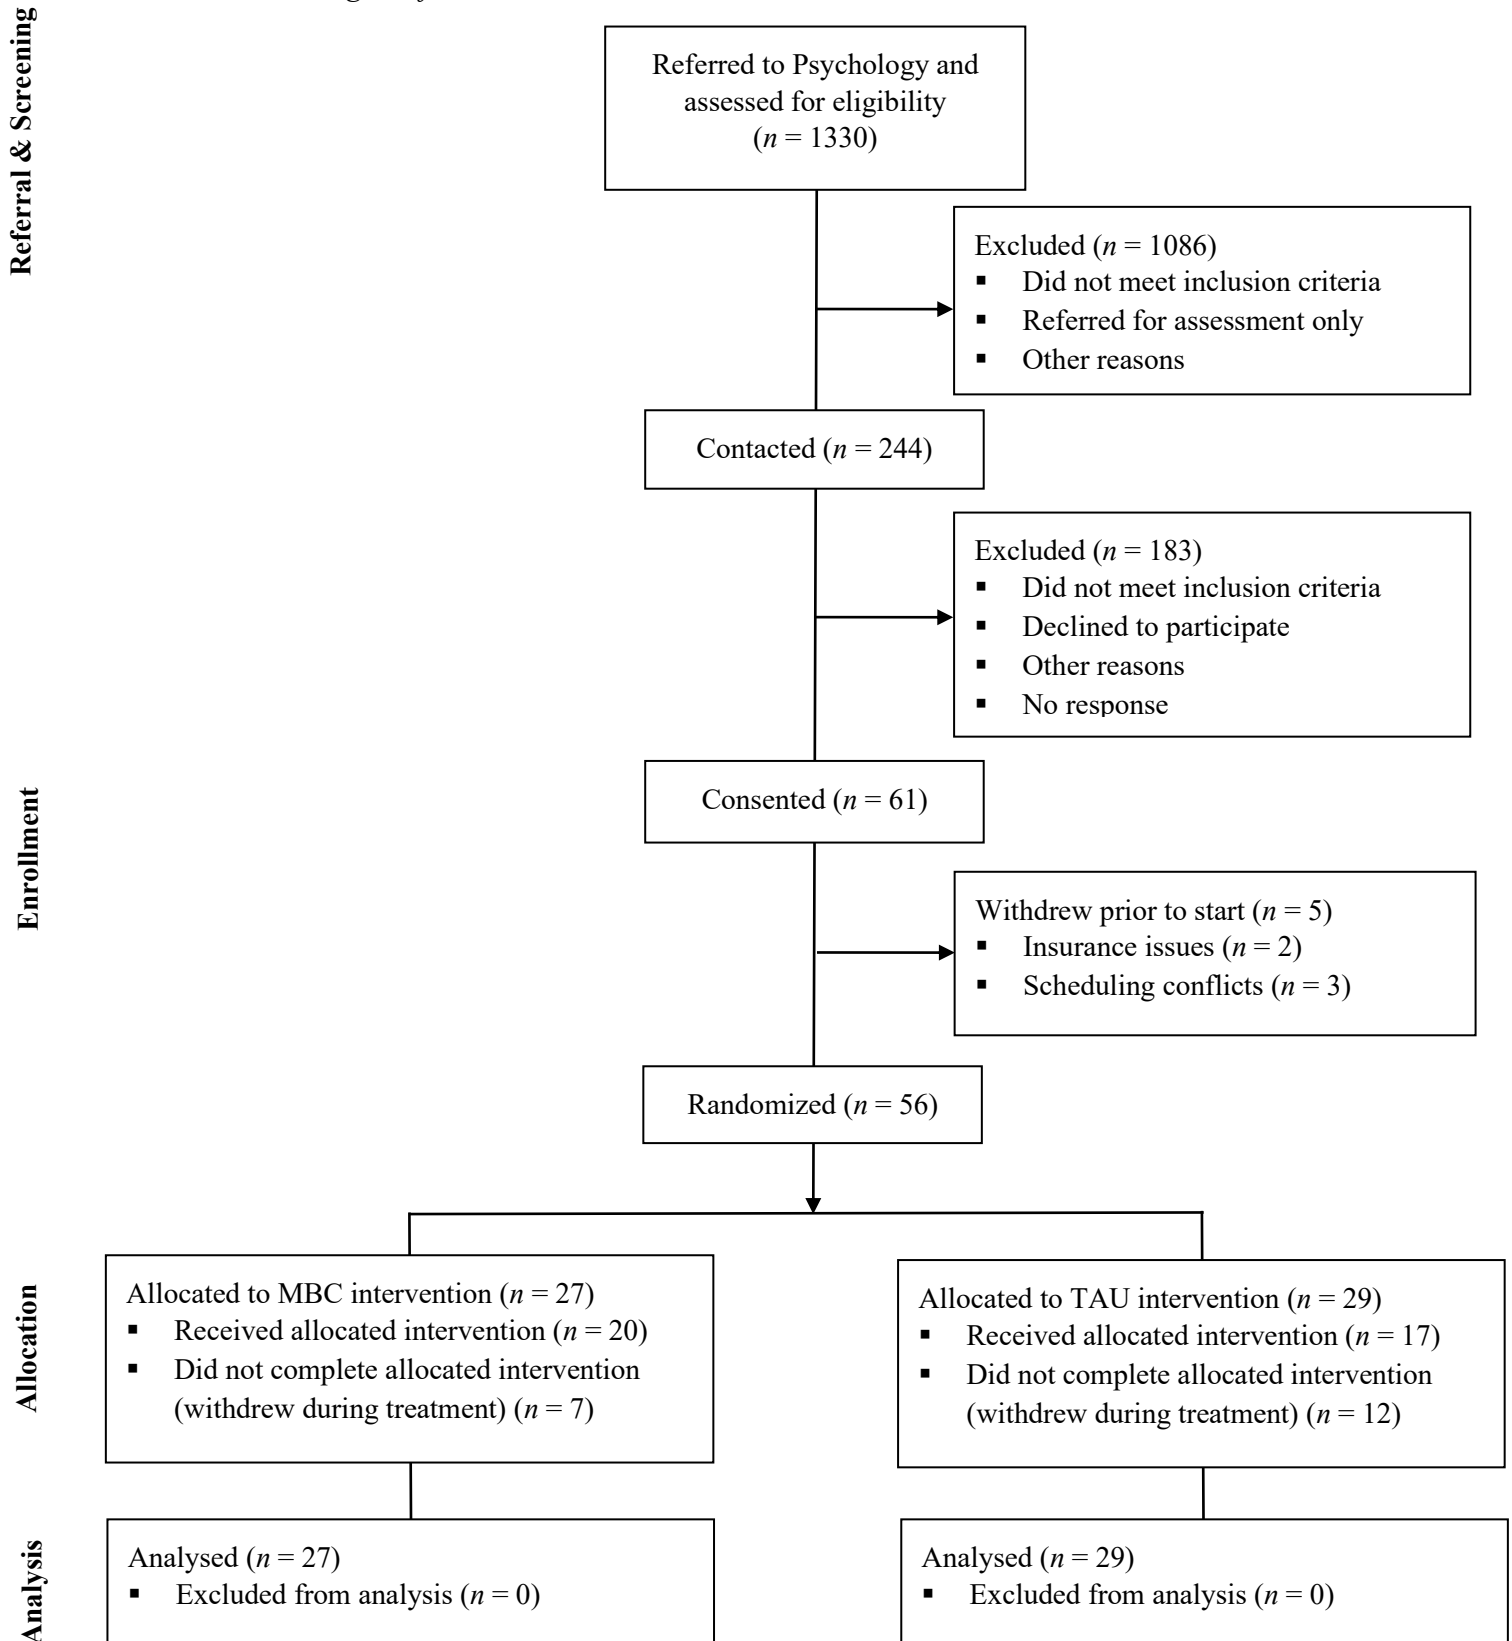 Referral & Screening
Referred to Psychology and
assessed for eligibility
(n = 1330)
Excluded (n = 1086)
▪ Did not meet inclusion criteria
▪ Referred for assessment only
▪ Other reasons
Contacted (n = 244)
Excluded (n = 183)
▪ Did not meet inclusion criteria
▪ Declined to participate
▪ Other reasons
▪ No response
Enrollment
Consented (n = 61)
Withdrew prior to start (n = 5)
▪ Insurance issues (n = 2)
▪ Scheduling conflicts (n = 3)
Randomized (n = 56)
Allocation
Allocated to MBC intervention (n = 27)
▪ Received allocated intervention (n = 20)
▪ Did not complete allocated intervention
(withdrew during treatment) (n = 7)
Allocated to TAU intervention (n = 29)
▪ Received allocated intervention (n = 17)
▪ Did not complete allocated intervention
(withdrew during treatment) (n = 12)
Analysis
Analysed (n = 27)
▪ Excluded from analysis (n = 0)
Analysed (n = 29)
▪ Excluded from analysis (n = 0)